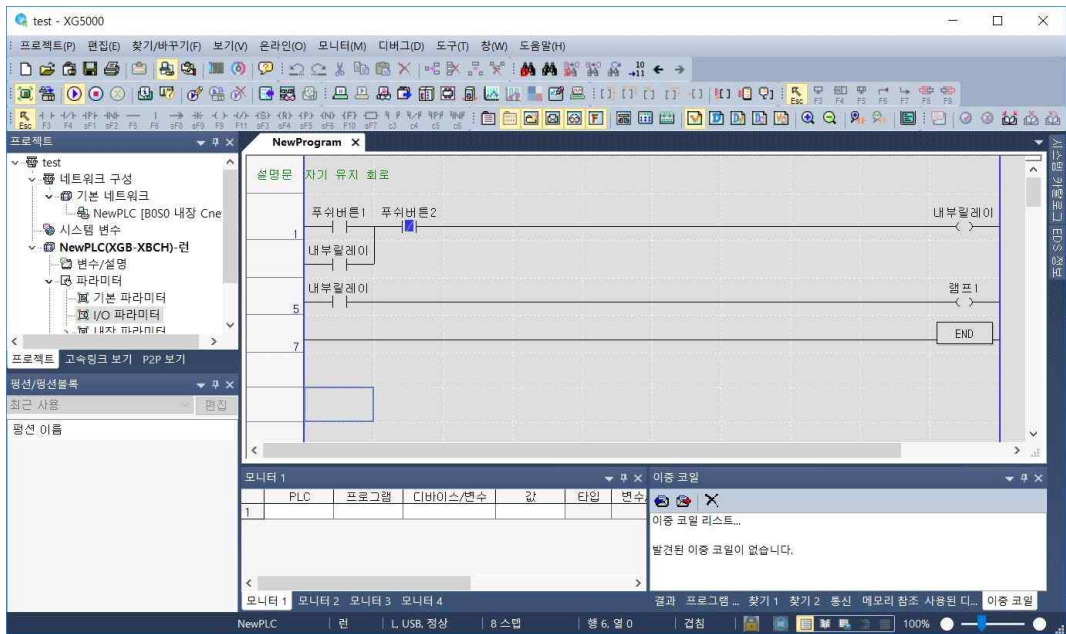 test - XG5000
프로젝트(P) 편집(E) 찾기/바꾸기(F) 보기(V) 온라인(O) 모니터(M) 디버그(D) 도구(T) 창(W) 도움말(H)
프로젝트
test
네트워크 구성
기본 네트워크
NewPLC [B0S0 내장 Cne
시스템 변수
NewPLC(XGB-XBCH)-런
변수/설명
파라미터
기본 파라미터
I/O 파라미터
내장 파라미터
프로젝트 고속링크 보기 P2P 보기
펑션/펑션블록
최근 사용 편집
펑션 이름
NewProgram
설명문 자기 유지 회로
푸쉬버튼1 푸쉬버튼2 내부릴레이
1
내부릴레이
내부릴레이 램프1
5
END
7
시스템 카탈로그 EDS 정보
모니터 1
PLC 프로그램 디바이스/변수 값 타입 변수
1
모니터 1 모니터 2 모니터 3 모니터 4
이중 코일
이중 코일 리스트...
발견된 이중 코일이 없습니다.
결과 프로그램 ... 찾기 1 찾기 2 통신 메모리 참조 사용된 디... 이중 코일
NewPLC 런 L, USB, 정상 8 스텝 행 6, 열 0 겹침 100%